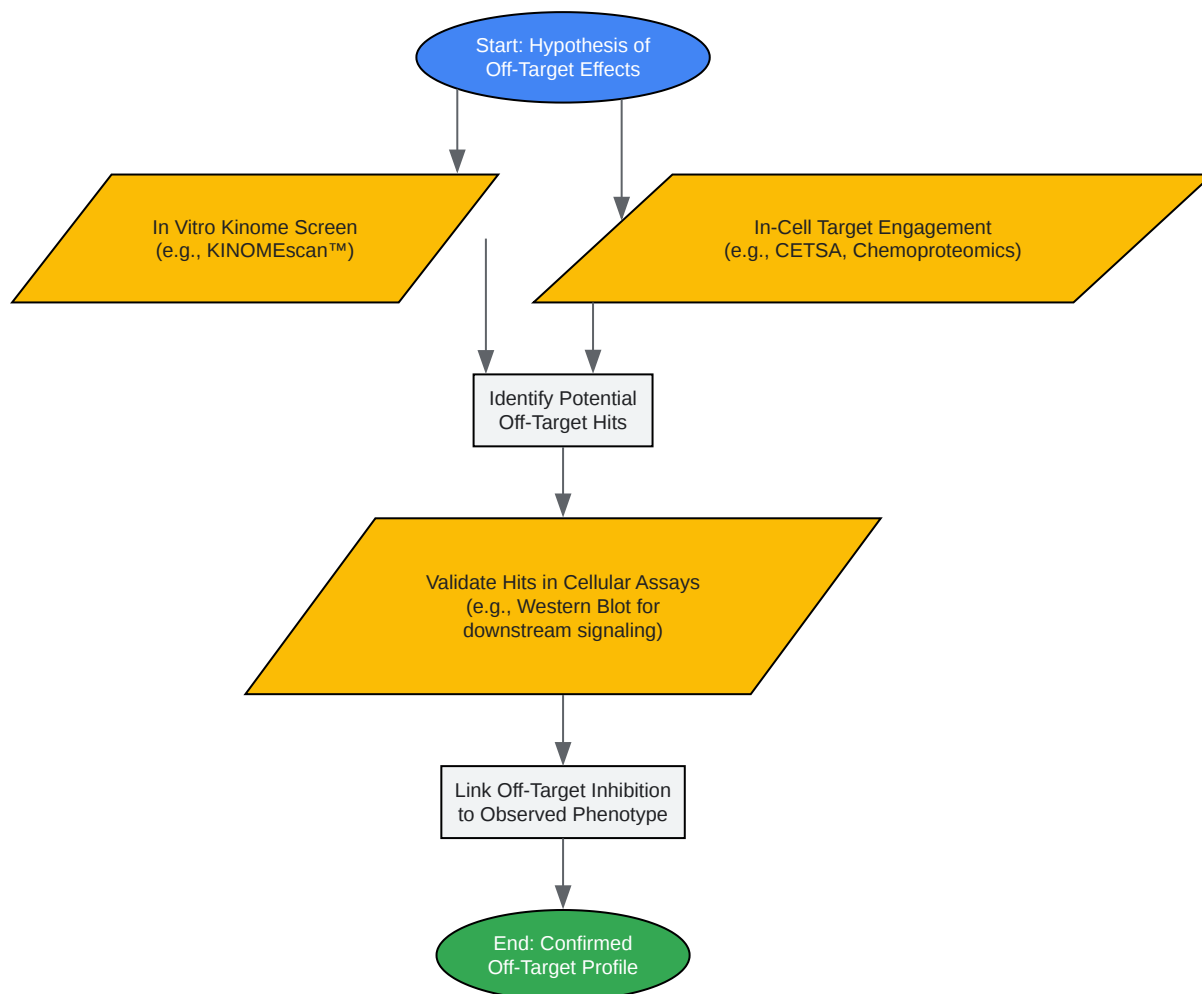 Start: Hypothesis of
Off-Target Effects
In Vitro Kinome Screen
(e.g., KINOMEscan™)
In-Cell Target Engagement
(e.g., CETSA, Chemoproteomics)
Identify Potential
Off-Target Hits
Validate Hits in Cellular Assays
(e.g., Western Blot for
downstream signaling)
Link Off-Target Inhibition
to Observed Phenotype
End: Confirmed
Off-Target Profile